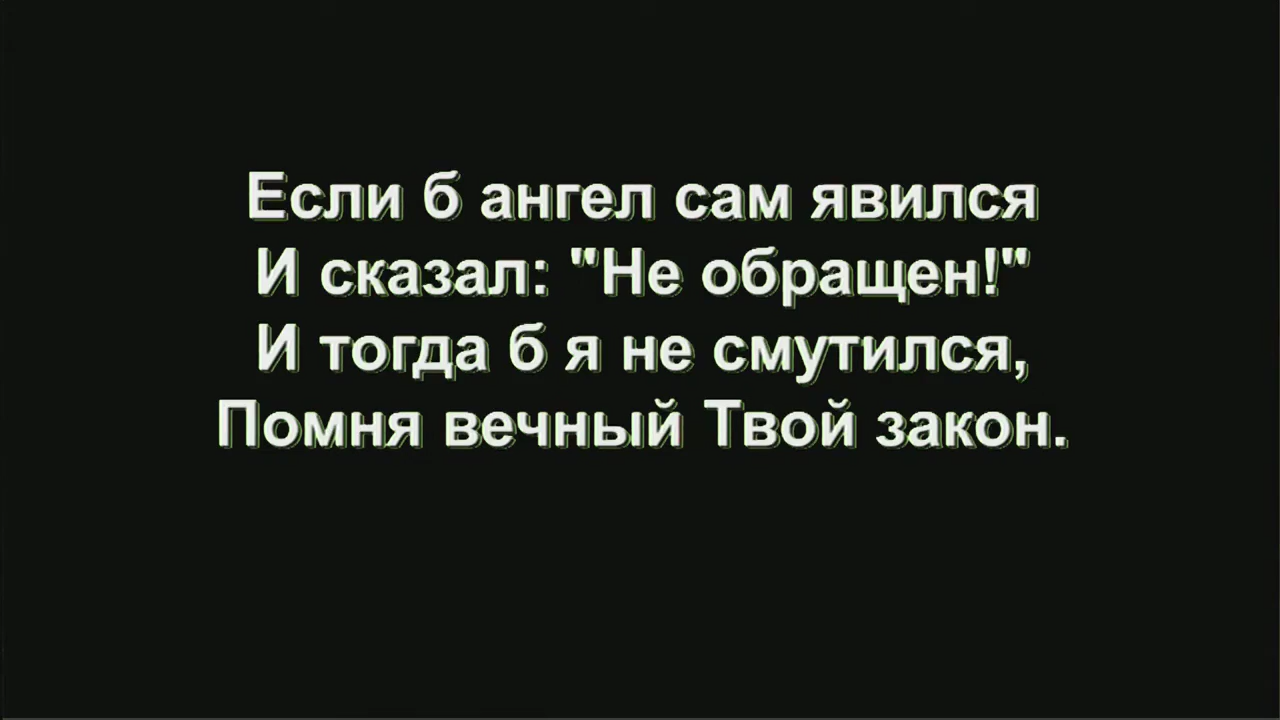 Если б ангел сам явился
И сказал: "Не обращен!"
И тогда б я не смутился,
Помня вечный Твой закон.